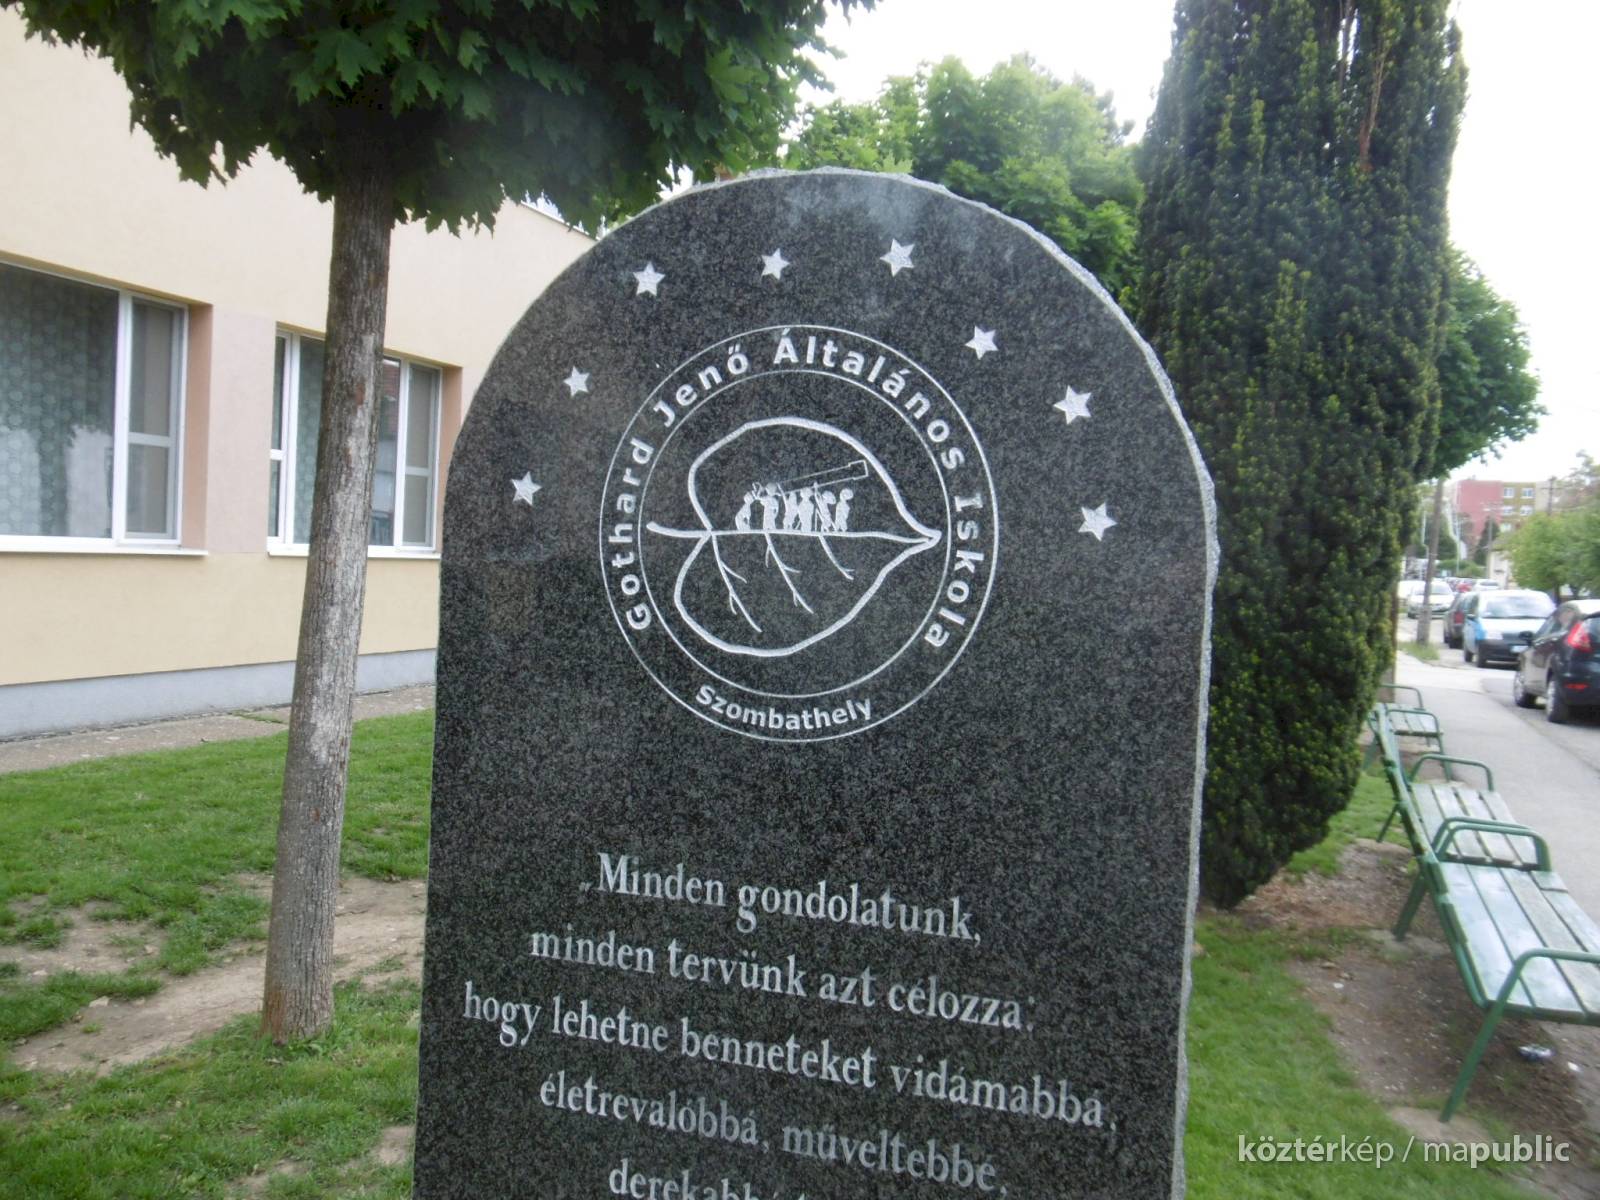 Gothard Jenő Általános Iskola
Szombathely
„Minden gondolatunk,
minden tervünk azt célozza:
hogy lehetne benneteket vidámabbá,
életrevalóbbá, műveltebbé,
köztérkép / mapublic